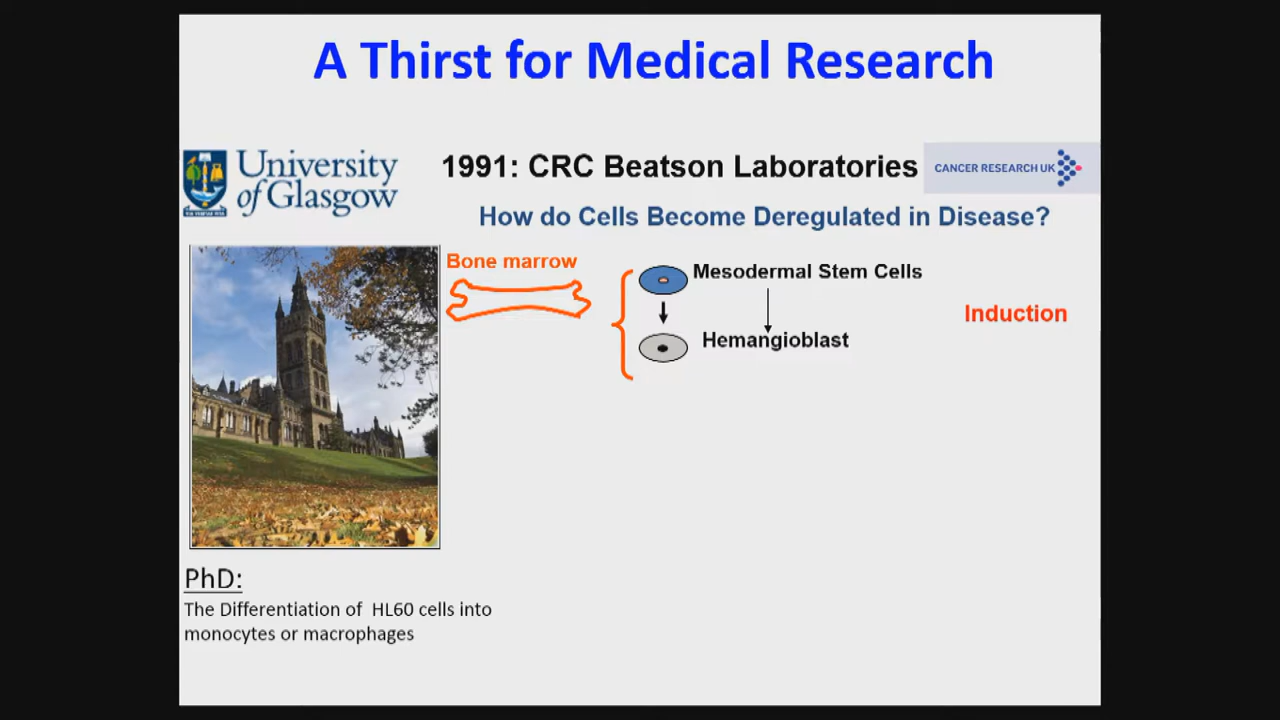 A Thirst for Medical Research
University
of Glasgow
1991: CRC Beatson Laboratories
CANCER RESEARCH UK
How do Cells Become Deregulated in Disease?
Bone marrow
Mesodermal Stem Cells
Induction
Hemangioblast
PhD:
The Differentiation of HL60 cells into
monocytes or macrophages